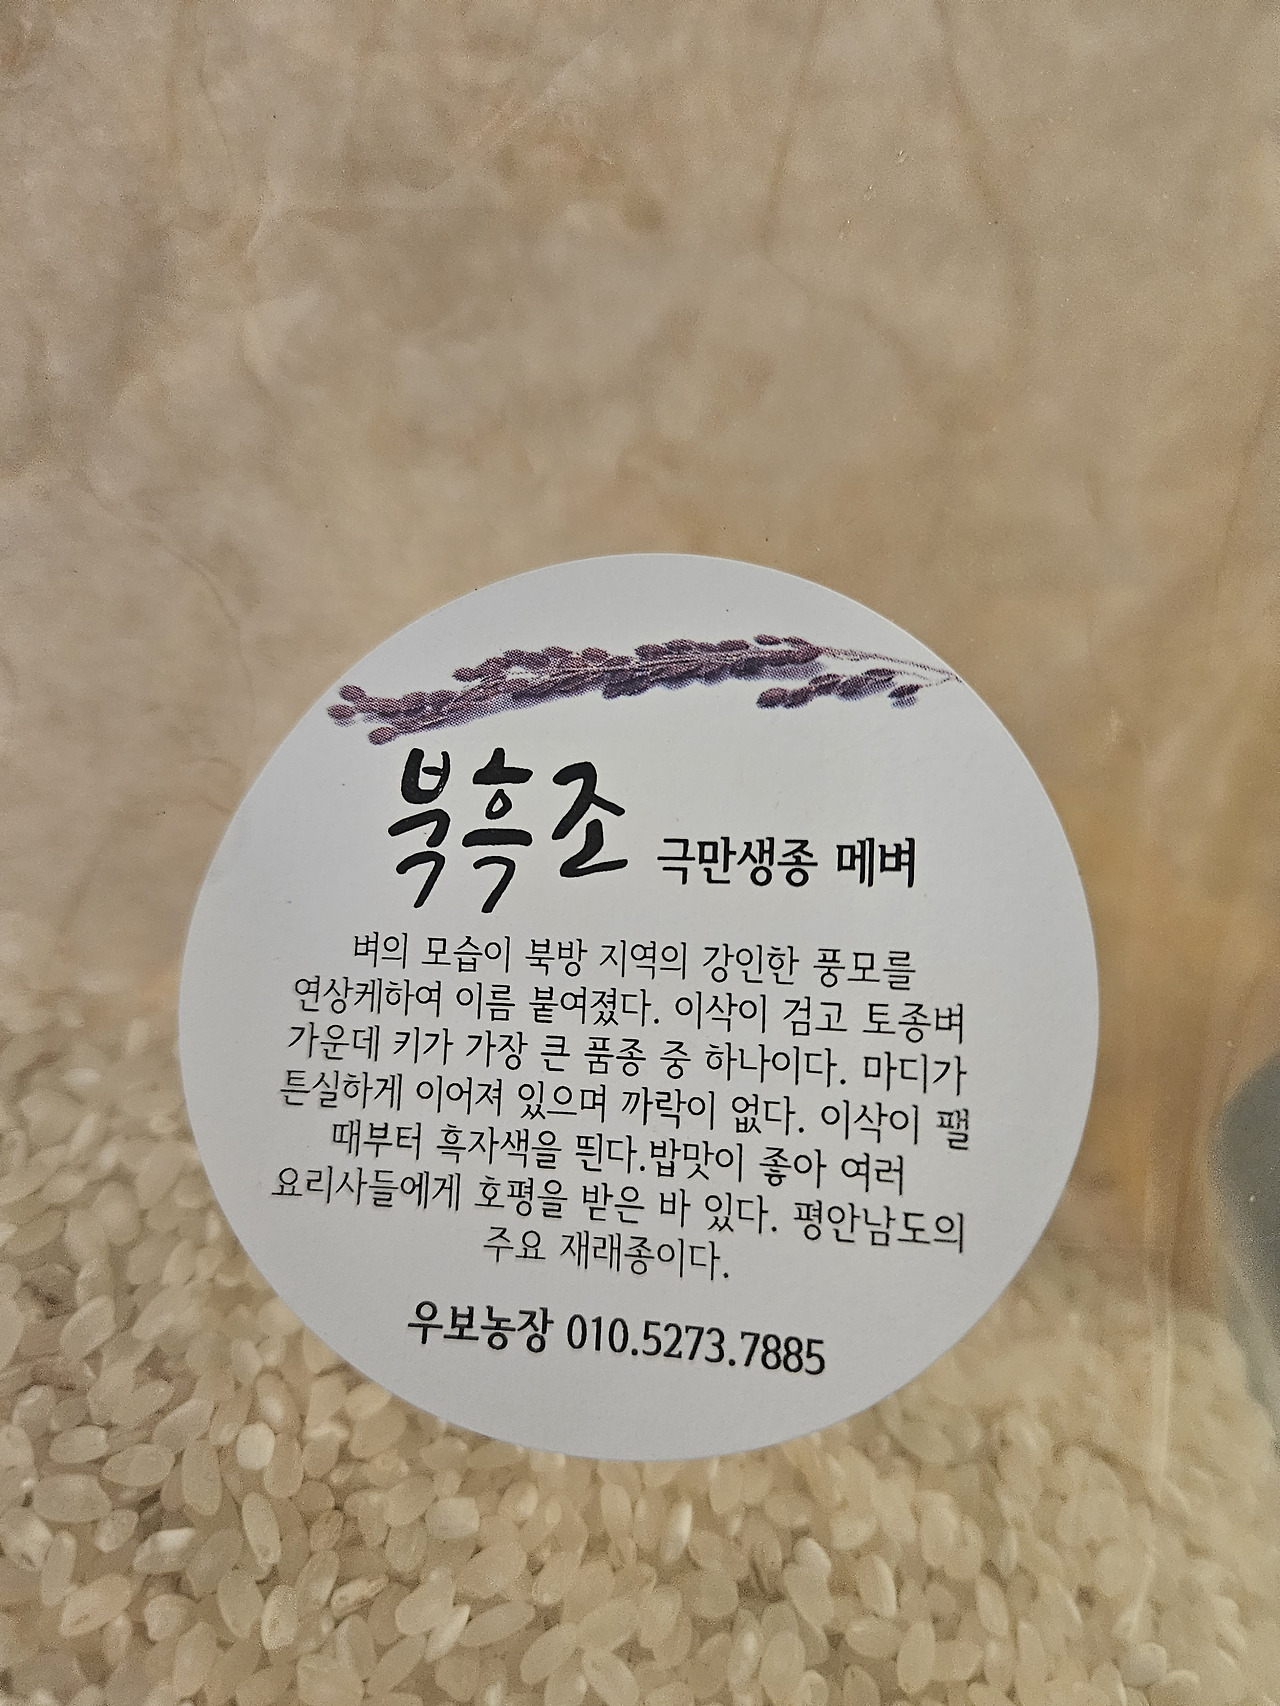 북흑조 극만생종 메벼
벼의 모습이 북방 지역의 강인한 풍모를
연상케하여 이름 붙여졌다. 이삭이 검고 토종벼
가운데 키가 가장 큰 품종 중 하나이다. 마디가
튼실하게 이어져 있으며 까락이 없다. 이삭이 팰
때부터 흑자색을 띈다.밥맛이 좋아 여러
요리사들에게 호평을 받은 바 있다. 평안남도의
주요 재래종이다.
우보농장 010.5273.7885